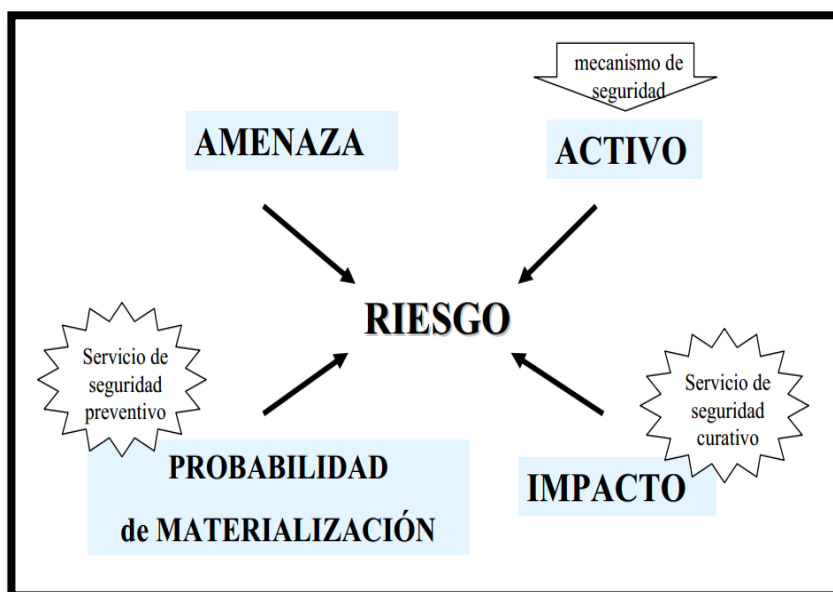 mecanismo de
seguridad
AMENAZA
ACTIVO
RIESGO
Servicio de
seguridad
preventivo
Servicio de
seguridad
curativo
PROBABILIDAD
de MATERIALIZACIÓN
IMPACTO